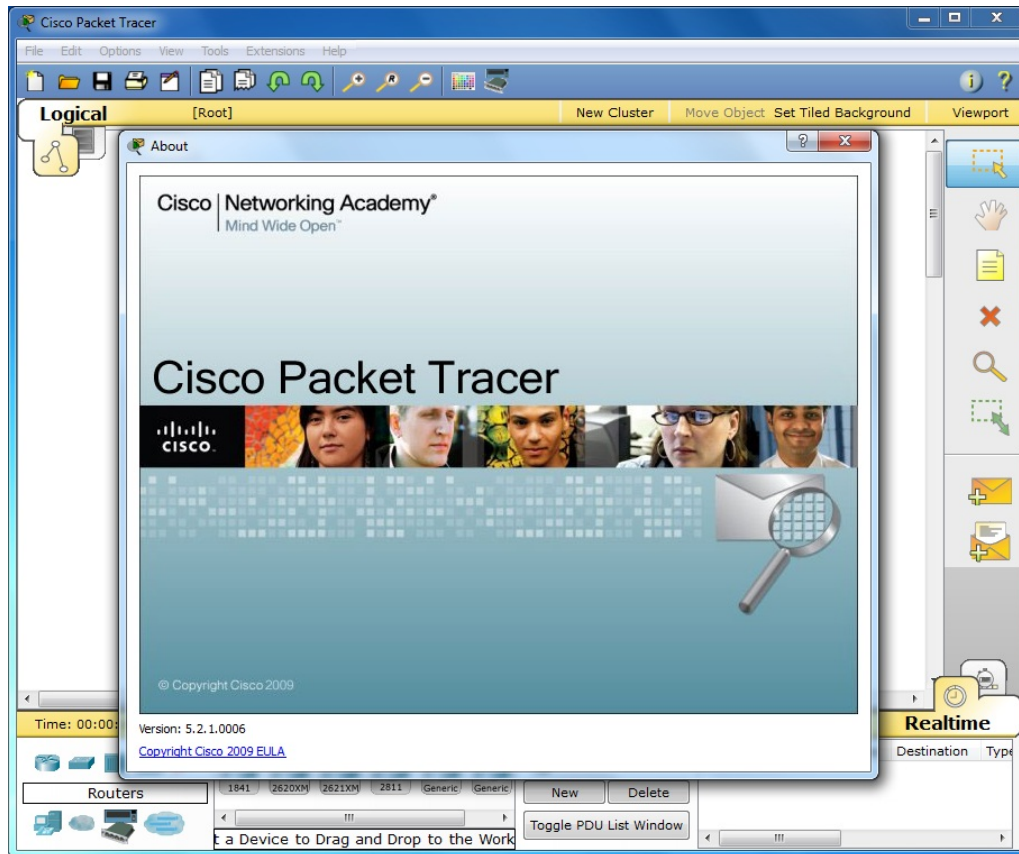 Cisco Packet Tracer
File Edit Options View Tools Extensions Help
Logical [Root] New Cluster Move Object Set Tiled Background Viewport
About
Cisco Networking Academy®
Mind Wide Open™
Cisco Packet Tracer
CISCO.
© Copyright Cisco 2009
Version: 5.2.1.0006
Copyright Cisco 2009 EULA
Time: 00:00: Realtime
Destination Type
Routers
1841 2620XM 2621XM 2811 Generic Generic
New Delete
Toggle PDU List Window
t a Device to Drag and Drop to the Work